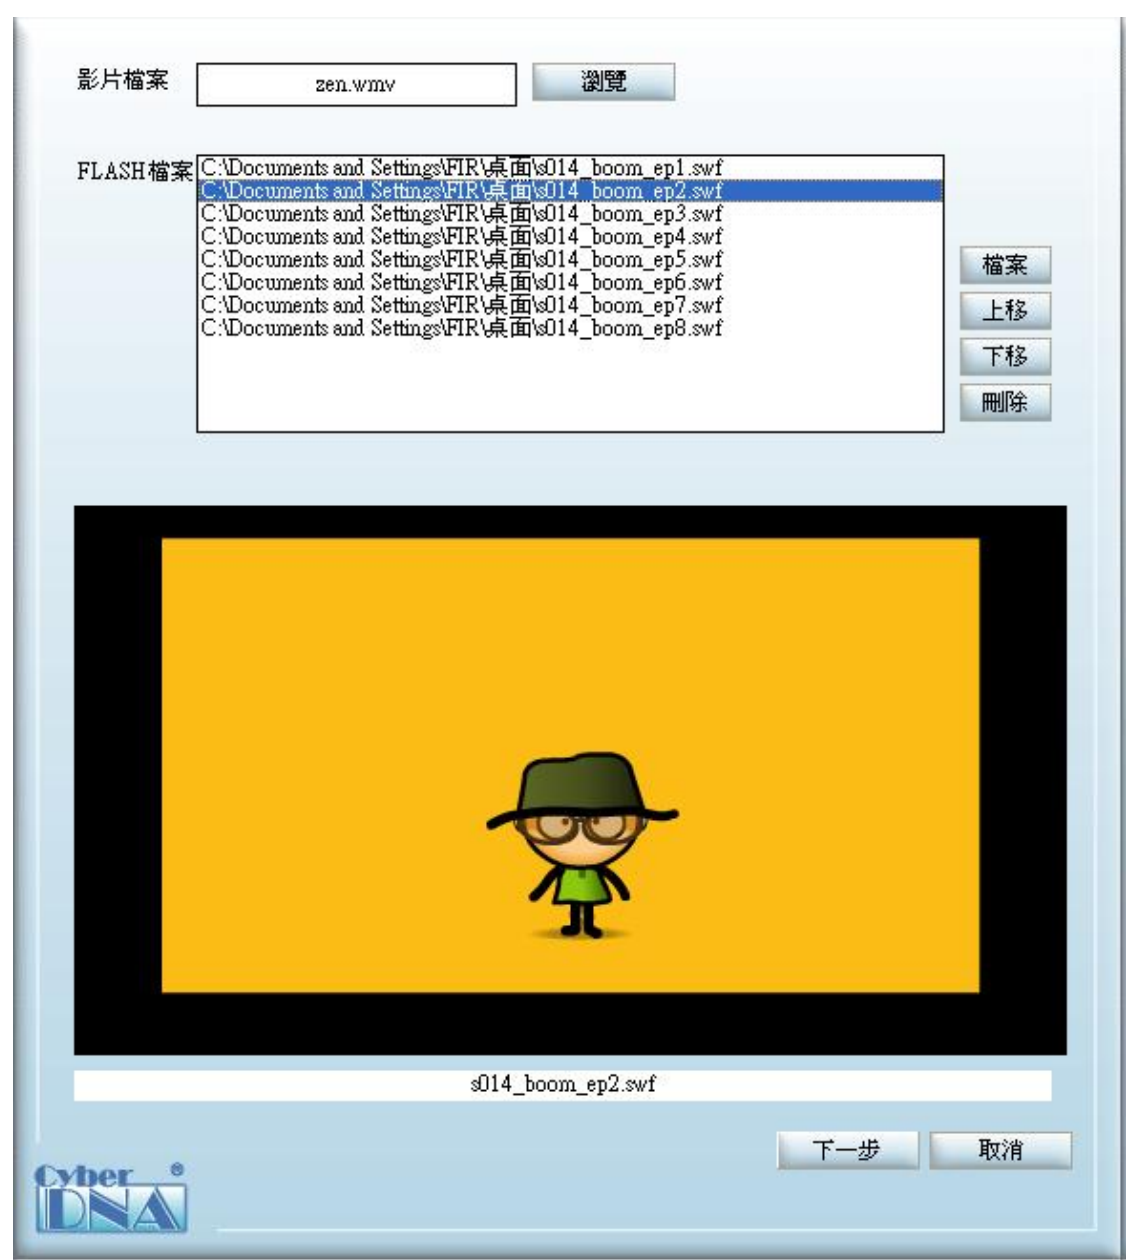 影片檔案 zen.wmv 瀏覽
FLASH檔案
C:\Documents and Settings\FIR\桌面\s014_boom_ep1.swf
C:\Documents and Settings\FIR\桌面\s014_boom_ep2.swf
C:\Documents and Settings\FIR\桌面\s014_boom_ep3.swf
C:\Documents and Settings\FIR\桌面\s014_boom_ep4.swf
C:\Documents and Settings\FIR\桌面\s014_boom_ep5.swf
C:\Documents and Settings\FIR\桌面\s014_boom_ep6.swf
C:\Documents and Settings\FIR\桌面\s014_boom_ep7.swf
C:\Documents and Settings\FIR\桌面\s014_boom_ep8.swf
檔案
上移
下移
刪除
s014_boom_ep2.swf
下一步 取消
Cyber ®
DNA